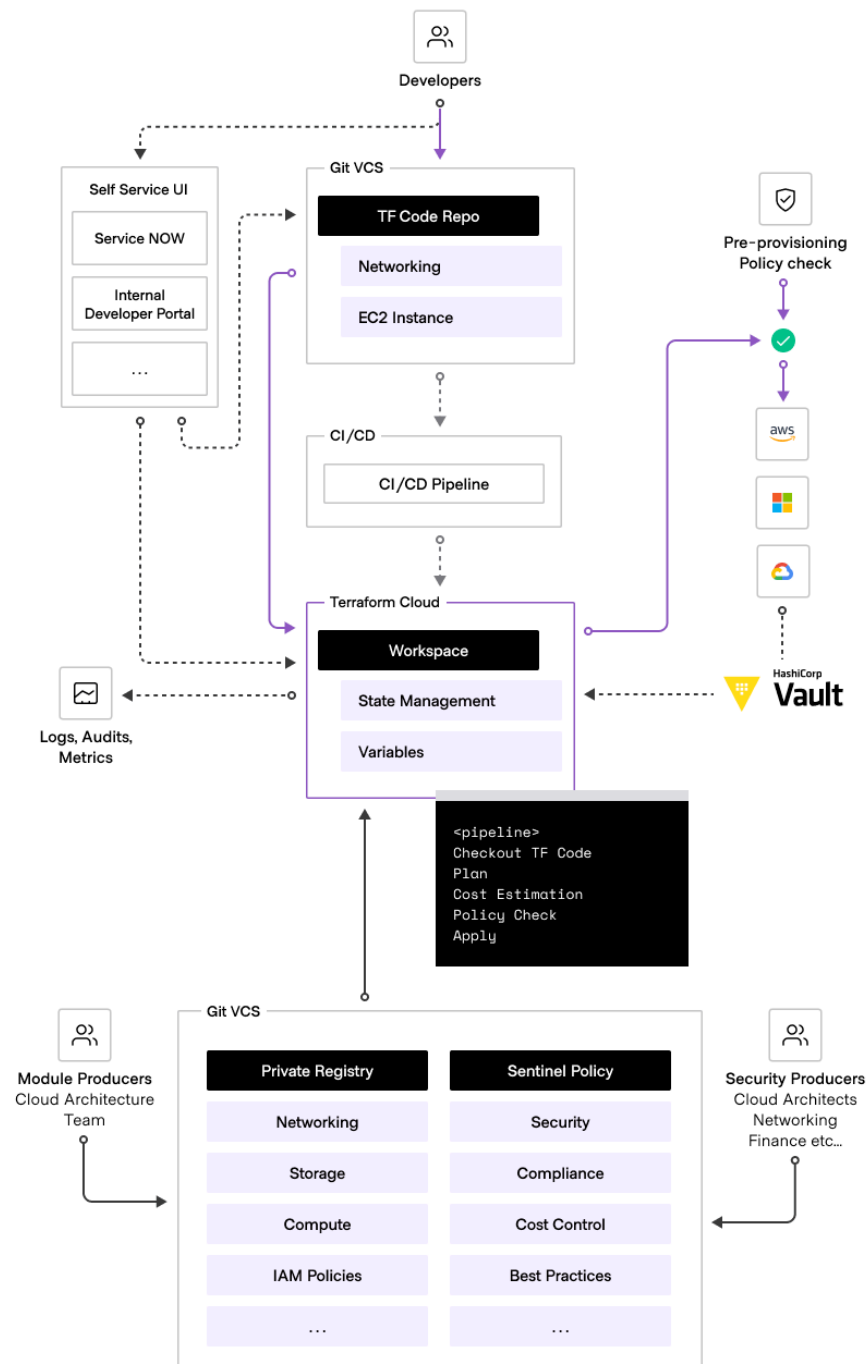 Developers
Git VCS
Self Service UI
Service NOW
Internal
Developer Portal
...
TF Code Repo
Networking
EC2 Instance
Pre-provisioning
Policy check
aws
CI/CD
CI/CD Pipeline
Terraform Cloud
Workspace
State Management
Variables
Logs, Audits,
Metrics
HashiCorp
Vault
<pipeline>
Checkout TF Code
Plan
Cost Estimation
Policy Check
Apply
Git VCS
Module Producers
Cloud Architecture
Team
Private Registry
Networking
Storage
Compute
IAM Policies
...
Sentinel Policy
Security
Compliance
Cost Control
Best Practices
...
Security Producers
Cloud Architects
Networking
Finance etc...